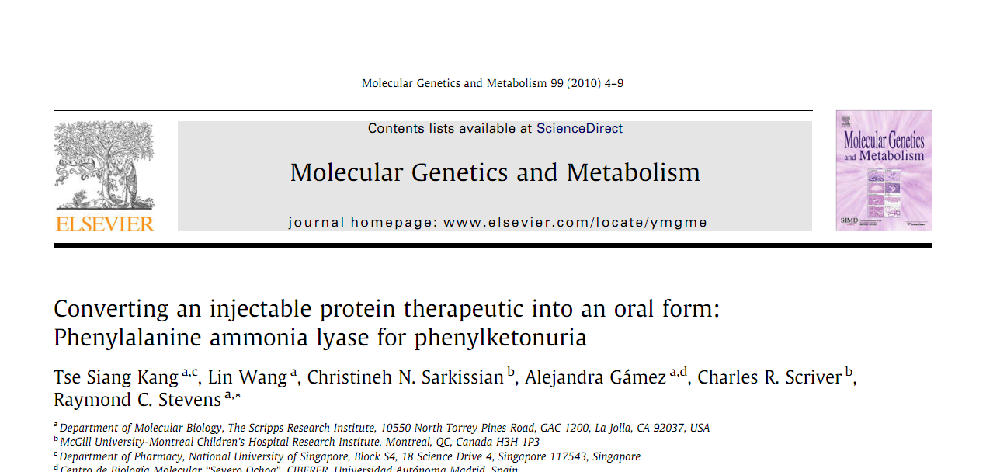 Molecular Genetics and Metabolism 99 (2010) 4–9
Contents lists available at ScienceDirect
Molecular Genetics and Metabolism
journal homepage: www.elsevier.com/locate/ymgme
NON SOLUS
ELSEVIER
Molecular Genetics
and Metabolism
SIMD
Converting an injectable protein therapeutic into an oral form:
Phenylalanine ammonia lyase for phenylketonuria
Tse Siang Kang a,c, Lin Wang a, Christineh N. Sarkissian b, Alejandra Gámez a,d, Charles R. Scriver b,
Raymond C. Stevens a,*
a Department of Molecular Biology, The Scripps Research Institute, 10550 North Torrey Pines Road, GAC 1200, La Jolla, CA 92037, USA
b McGill University-Montreal Children's Hospital Research Institute, Montreal, QC, Canada H3H 1P3
c Department of Pharmacy, National University of Singapore, Block S4, 18 Science Drive 4, Singapore 117543, Singapore
d Centro de Biología Molecular "Severo Ochoa", CIBERER, Universidad Autónoma Madrid, Spain